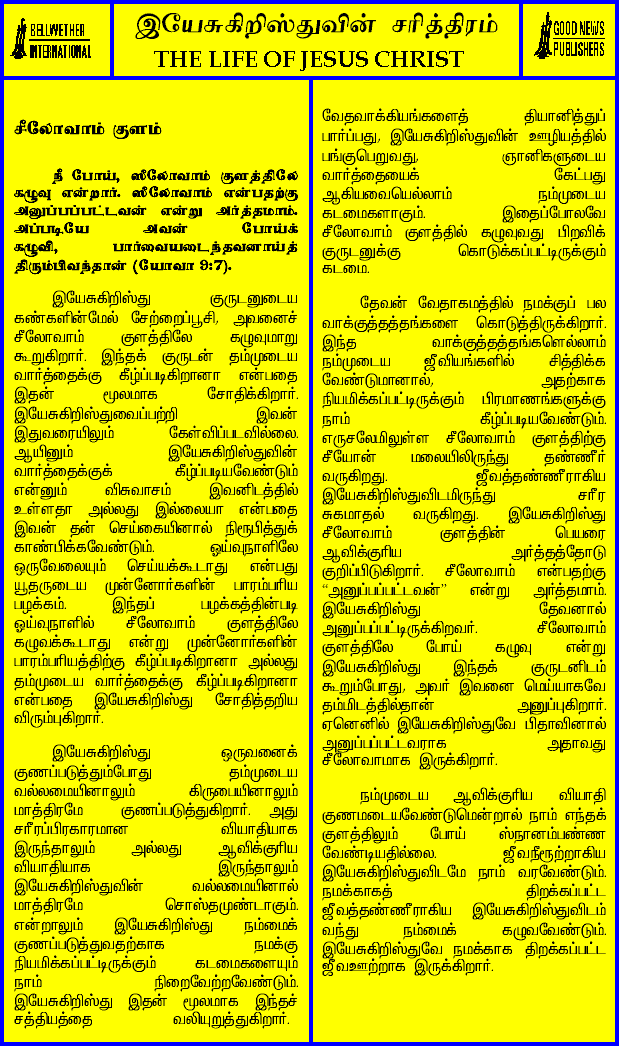 BELLWETHER
INTERNATIONAL
இயேசுகிறிஸ்துவின் சரித்திரம்
THE LIFE OF JESUS CHRIST
GOOD NEWS
PUBLISHERS
சீலோவாம் குளம்
நீ போய், ஸீலோவாம் குளத்திலே
கழுவு என்றார். ஸீலோவாம் என்பதற்கு
அனுப்பப்பட்டவன் என்று அர்த்தமாம்.
அப்படியே அவன் போய்க்
கழுவி, பார்வையடைந்தவனாய்த்
திரும்பிவந்தான் (யோவா 9:7).
இயேசுகிறிஸ்து குருடனுடைய
கண்களின்மேல் சேற்றைப்பூசி, அவனைச்
சீலோவாம் குளத்திலே கழுவுமாறு
கூறுகிறார். இந்தக் குருடன் தம்முடைய
வார்த்தைக்கு கீழ்ப்படிகிறானா என்பதை
இதன் மூலமாக சோதிக்கிறார்.
இயேசுகிறிஸ்துவைப்பற்றி இவன்
இதுவரையிலும் கேள்விப்படவில்லை.
ஆயினும் இயேசுகிறிஸ்துவின்
வார்த்தைக்குக் கீழ்ப்படியவேண்டும்
என்னும் விசுவாசம் இவனிடத்தில்
உள்ளதா அல்லது இல்லையா என்பதை
இவன் தன் செய்கையினால் நிரூபித்துக்
காண்பிக்கவேண்டும். ஓய்வுநாளிலே
ஒருவேலையும் செய்யக்கூடாது என்பது
யூதருடைய முன்னோர்களின் பாரம்பரிய
பழக்கம். இந்தப் பழக்கத்தின்படி
ஓய்வுநாளில் சீலோவாம் குளத்திலே
கழுவக்கூடாது என்று முன்னோர்களின்
பாரம்பரியத்திற்கு கீழ்ப்படிகிறானா அல்லது
தம்முடைய வார்த்தைக்கு கீழ்ப்படிகிறானா
என்பதை இயேசுகிறிஸ்து சோதித்தறிய
விரும்புகிறார்.
இயேசுகிறிஸ்து ஒருவனைக்
குணப்படுத்தும்போது தம்முடைய
வல்லமையினாலும் கிருபையினாலும்
மாத்திரமே குணப்படுத்துகிறார். அது
சரீரப்பிரகாரமான வியாதியாக
இருந்தாலும் அல்லது ஆவிக்குரிய
வியாதியாக இருந்தாலும்
இயேசுகிறிஸ்துவின் வல்லமையினால்
மாத்திரமே சொஸ்தமுண்டாகும்.
என்றாலும் இயேசுகிறிஸ்து நம்மைக்
குணப்படுத்துவதற்காக நமக்கு
நியமிக்கப்பட்டிருக்கும் கடமைகளையும்
நாம் நிறைவேற்றவேண்டும்.
இயேசுகிறிஸ்து இதன் மூலமாக இந்தச்
சத்தியத்தை வலியுறுத்துகிறார்.
வேதவாக்கியங்களைத் தியானித்துப்
பார்ப்பது, இயேசுகிறிஸ்துவின் ஊழியத்தில்
பங்குபெறுவது, ஞானிகளுடைய
வார்த்தையைக் கேட்பது
ஆகியவையெல்லாம் நம்முடைய
கடமைகளாகும். இதைப்போலவே
சீலோவாம் குளத்தில் கழுவுவது பிறவிக்
குருடனுக்கு கொடுக்கப்பட்டிருக்கும்
கடமை.
தேவன் வேதாகமத்தில் நமக்குப் பல
வாக்குத்தத்தங்களை கொடுத்திருக்கிறார்.
இந்த வாக்குத்தத்தங்களெல்லாம்
நம்முடைய ஜீவியங்களில் சித்திக்க
வேண்டுமானால், அதற்காக
நியமிக்கப்பட்டிருக்கும் பிரமாணங்களுக்கு
நாம் கீழ்ப்படியவேண்டும்.
எருசலேமிலுள்ள சீலோவாம் குளத்திற்கு
சீயோன் மலையிலிருந்து தண்ணீர்
வருகிறது. ஜீவத்தண்ணீராகிய
இயேசுகிறிஸ்துவிடமிருந்து சரீர
சுகமாதல் வருகிறது. இயேசுகிறிஸ்து
சீலோவாம் குளத்தின் பெயரை
ஆவிக்குரிய அர்த்தத்தோடு
குறிப்பிடுகிறார். சீலோவாம் என்பதற்கு
“அனுப்பப்பட்டவன்” என்று அர்த்தமாம்.
இயேசுகிறிஸ்து தேவனால்
அனுப்பப்பட்டிருக்கிறவர். சீலோவாம்
குளத்திலே போய் கழுவு என்று
இயேசுகிறிஸ்து இந்தக் குருடனிடம்
கூறும்போது, அவர் இவனை மெய்யாகவே
தம்மிடத்தில்தான் அனுப்புகிறார்.
ஏனெனில் இயேசுகிறிஸ்துவே பிதாவினால்
அனுப்பப்பட்டவராக அதாவது
சீலோவாமாக இருக்கிறார்.
நம்முடைய ஆவிக்குரிய வியாதி
குணமடையவேண்டுமென்றால் நாம் எந்தக்
குளத்திலும் போய் ஸ்நானம்பண்ண
வேண்டியதில்லை. ஜீவநீரூற்றாகிய
இயேசுகிறிஸ்துவிடமே நாம் வரவேண்டும்.
நமக்காகத் திறக்கப்பட்ட
ஜீவத்தண்ணீராகிய இயேசுகிறிஸ்துவிடம்
வந்து நம்மைக் கழுவவேண்டும்.
இயேசுகிறிஸ்துவே நமக்காக திறக்கப்பட்ட
ஜீவஊற்றாக இருக்கிறார்.